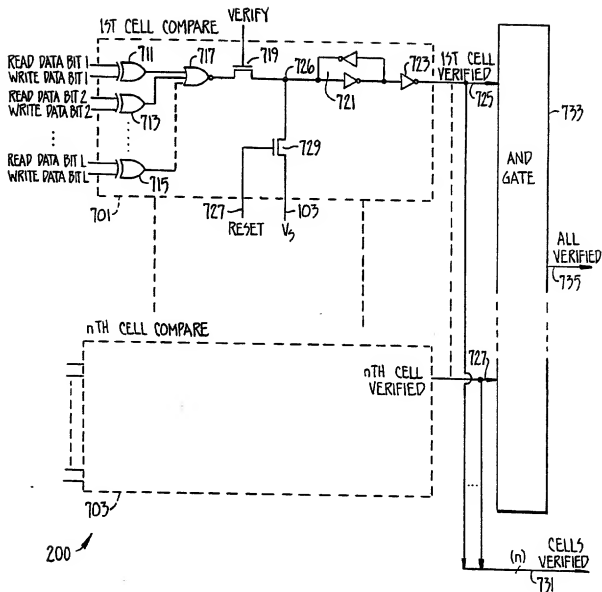 VERIFY
1ST CELL COMPARE
READ DATA BIT 1
WRITE DATA BIT 1
READ DATA BIT 2
WRITE DATA BIT 2
READ DATA BIT L
WRITE DATA BIT L
711
713
715
717
719
726
721
723
729
1ST CELL
VERIFIED
725
733
AND
GATE
701
727
RESET
103
VS
ALL
VERIFIED
735
nTH CELL COMPARE
nTH CELL
VERIFIED
727
703
200
(n)
CELLS
VERIFIED
731